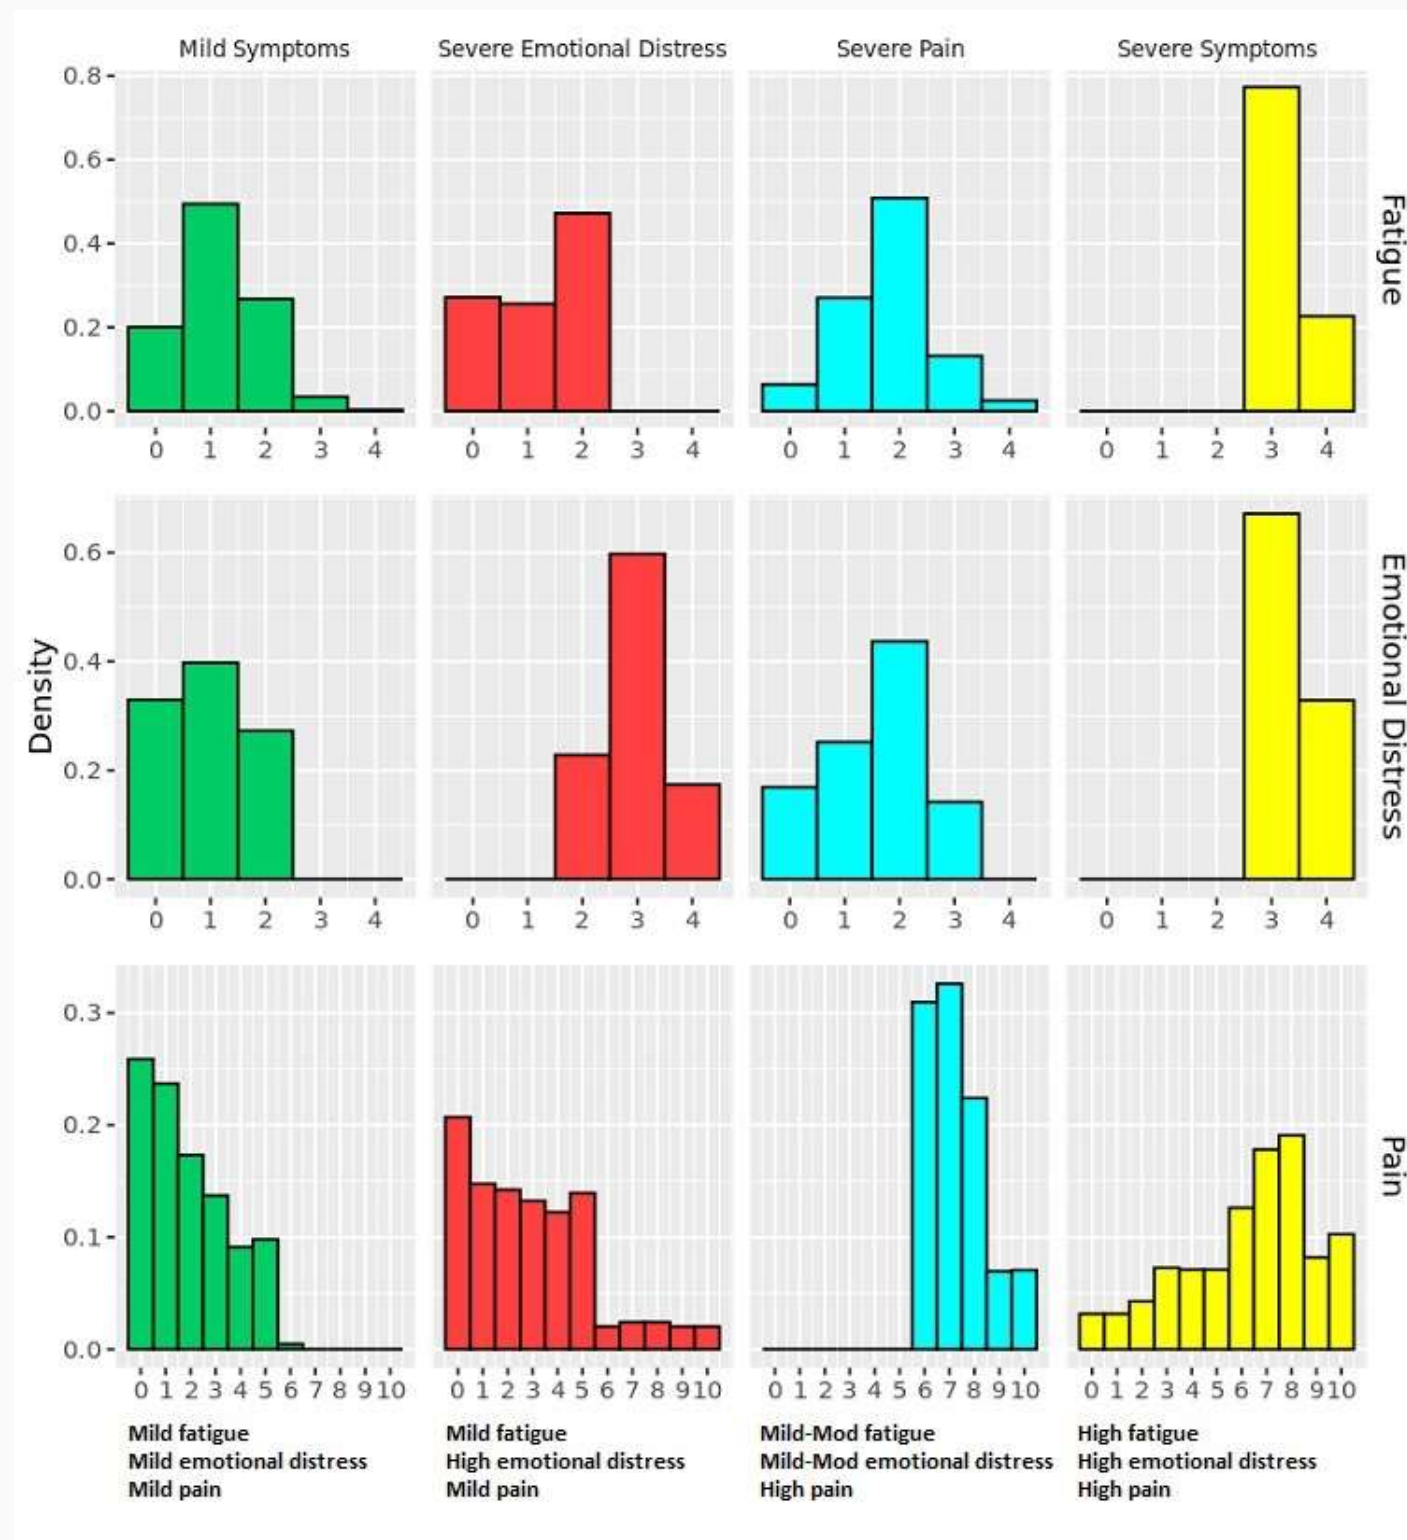 Mild Symptoms Severe Emotional Distress Severe Pain Severe Symptoms
0.8
0.6
0.4
0.2
0.0
0 1 2 3 4 0 1 2 3 4 0 1 2 3 4 0 1 2 3 4
Fatigue
Density
0.6
0.4
0.2
0.0
0 1 2 3 4 0 1 2 3 4 0 1 2 3 4 0 1 2 3 4
Emotional Distress
0.3
0.2
0.1
0.0
0 1 2 3 4 5 6 7 8 9 10 0 1 2 3 4 5 6 7 8 9 10 0 1 2 3 4 5 6 7 8 9 10 0 1 2 3 4 5 6 7 8 9 10
Pain
Mild fatigue
Mild emotional distress
Mild pain
Mild fatigue
High emotional distress
Mild pain
Mild-Mod fatigue
Mild-Mod emotional distress
High pain
High fatigue
High emotional distress
High pain